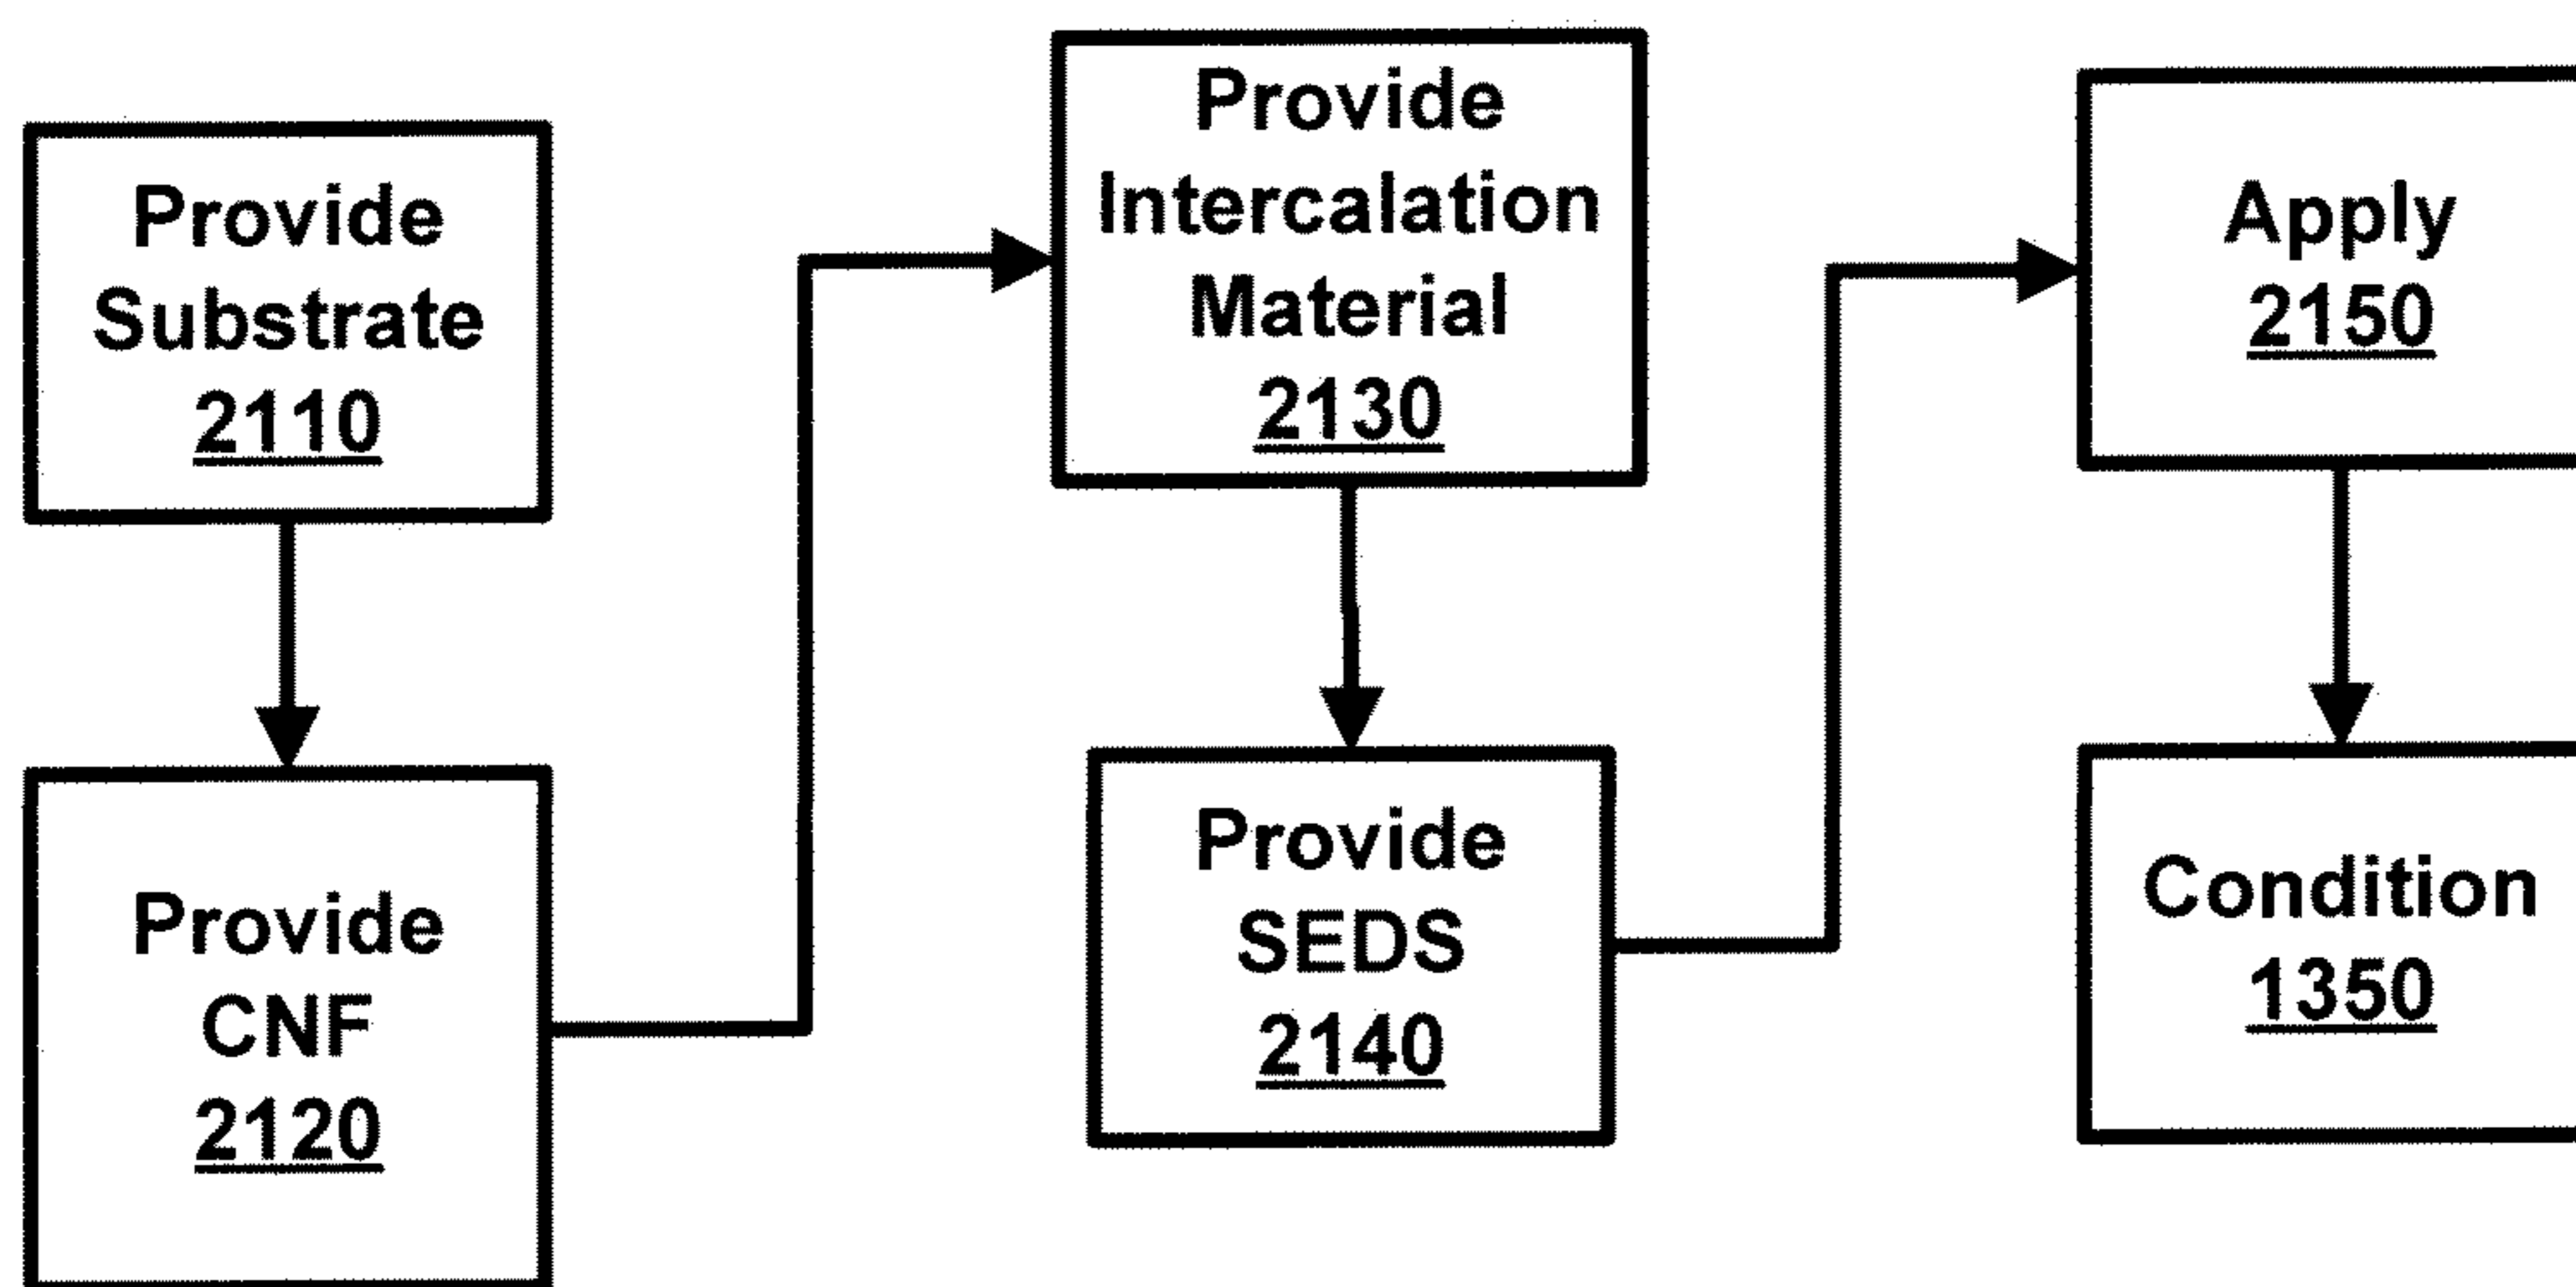 Provide
Substrate
2110
Provide
CNF
2120
Provide
Intercalation
Material
2130
Provide
SEDS
2140
Apply
2150
Condition
1350